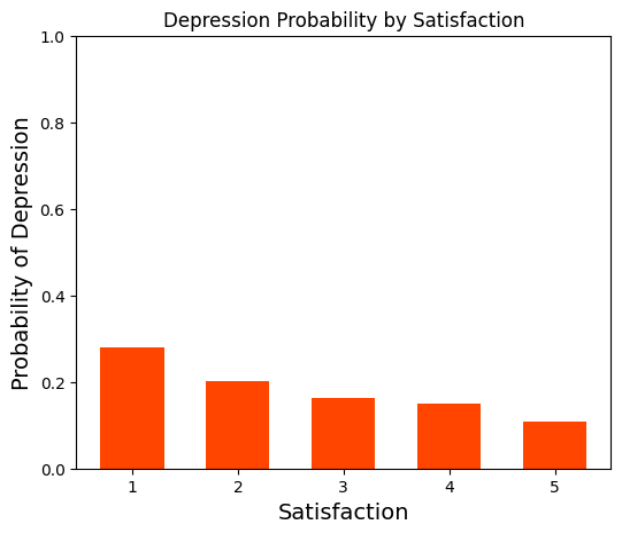 Depression Probability by Satisfaction
Probability of Depression
1.0
0.8
0.6
0.4
0.2
0.0
1 2 3 4 5
Satisfaction